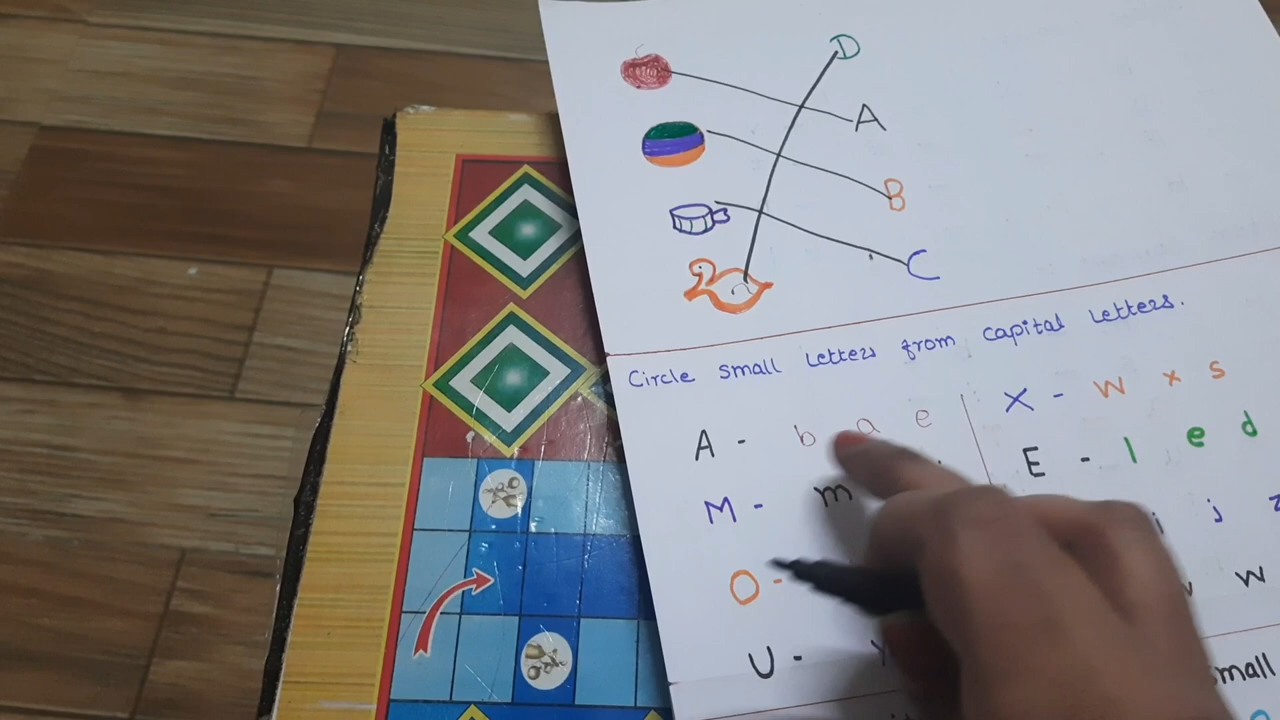 D
A
B
C
Circle small letters from capital letters.
A - b a e
X - w x s
M - m
E - l e d
j z
O -
w
U -
small